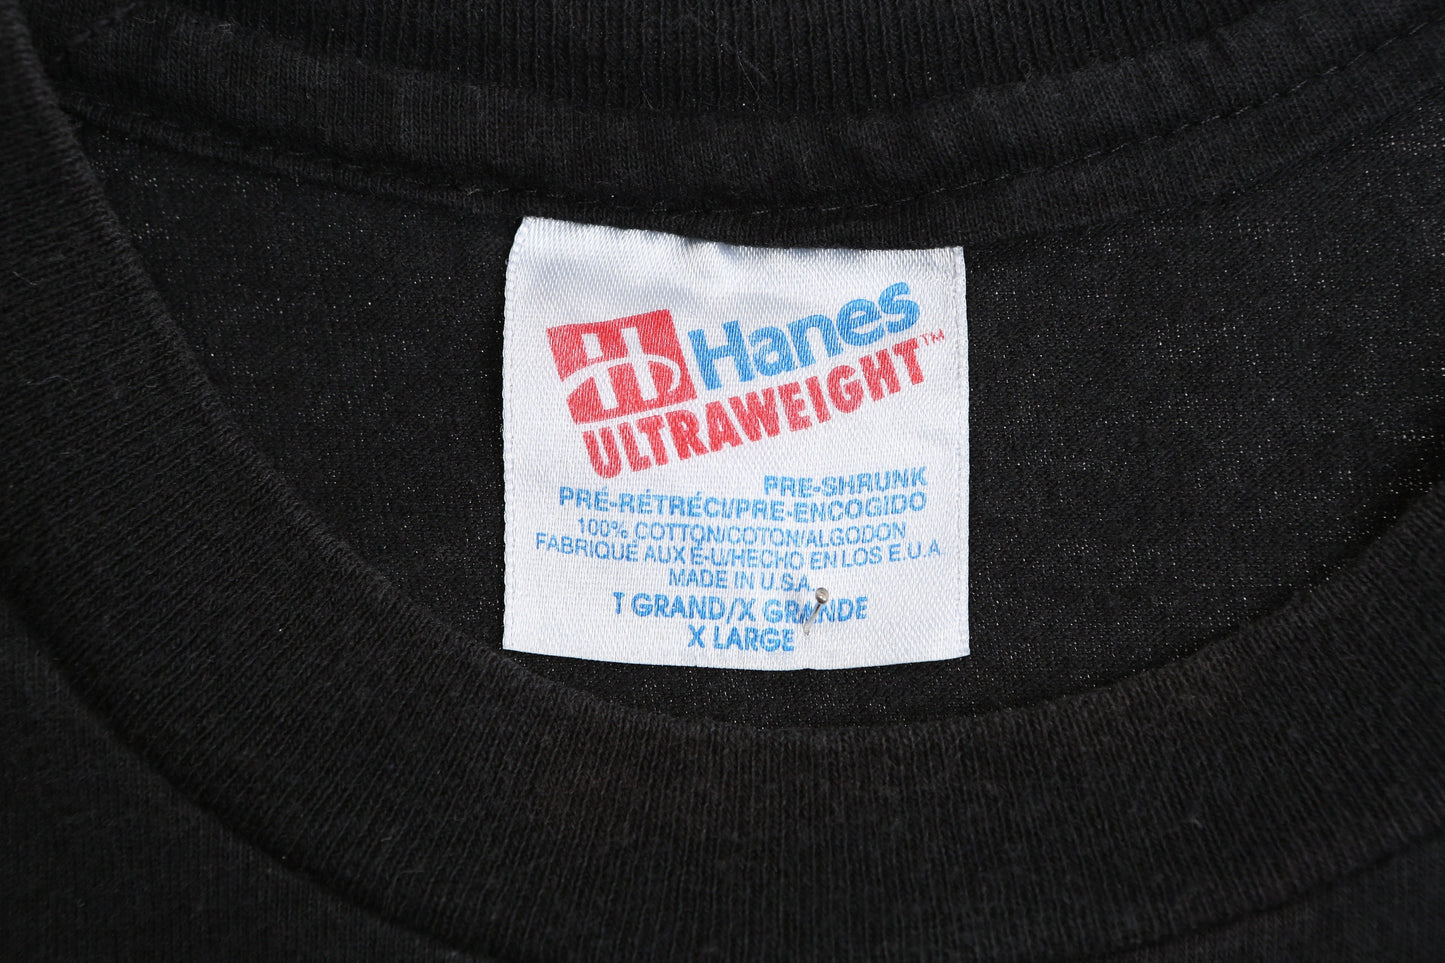 Hanes
ULTRAWEIGHT™
PRE-SHRUNK
PRÉ-RÉTRÉCI/PRE-ENCOGIDO
100% COTTON/COTON/ALGODON
FABRIQUÉ AUX É-U/HECHO EN LOS E.U.A
MADE IN U.S.A.
T GRAND/X GRANDE
X LARGE